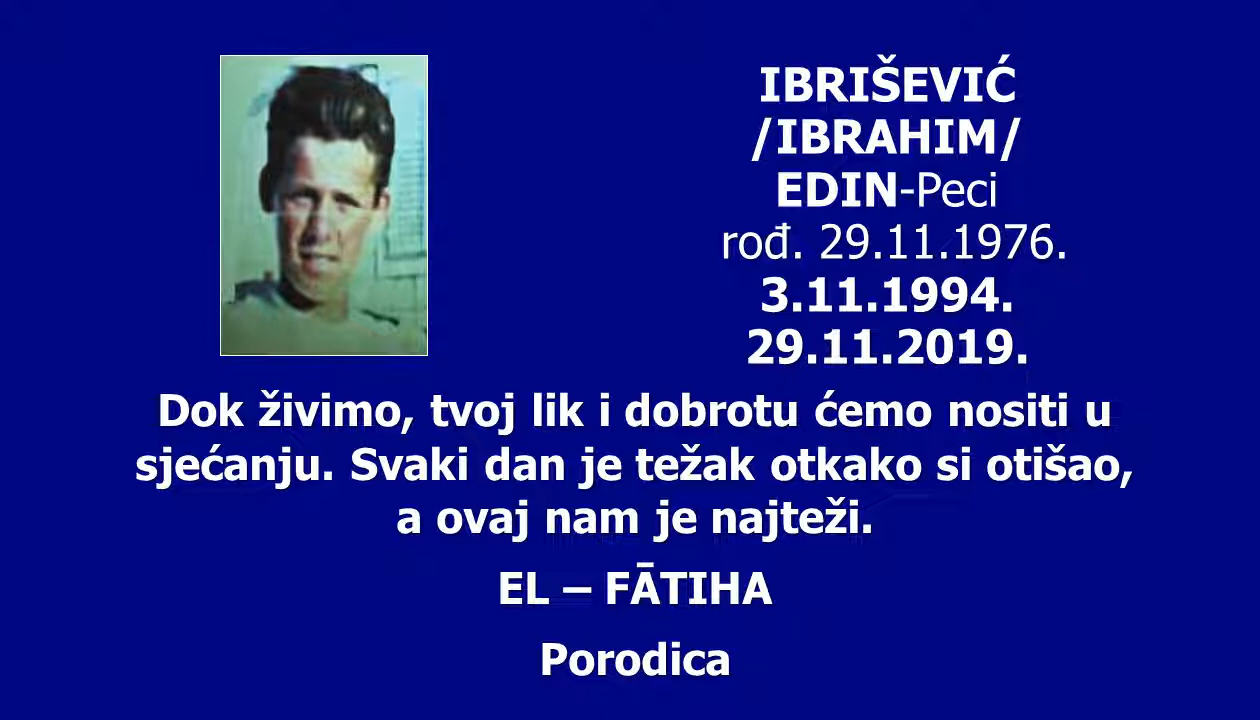 IBRIŠEVIĆ
/IBRAHIM/
EDIN-Peci
rođ. 29.11.1976.
3.11.1994.
29.11.2019.
Dok živimo, tvoj lik i dobrotu ćemo nositi u
sjećanju. Svaki dan je težak otkako si otišao,
a ovaj nam je najteži.
EL – FĀTIHA
Porodica